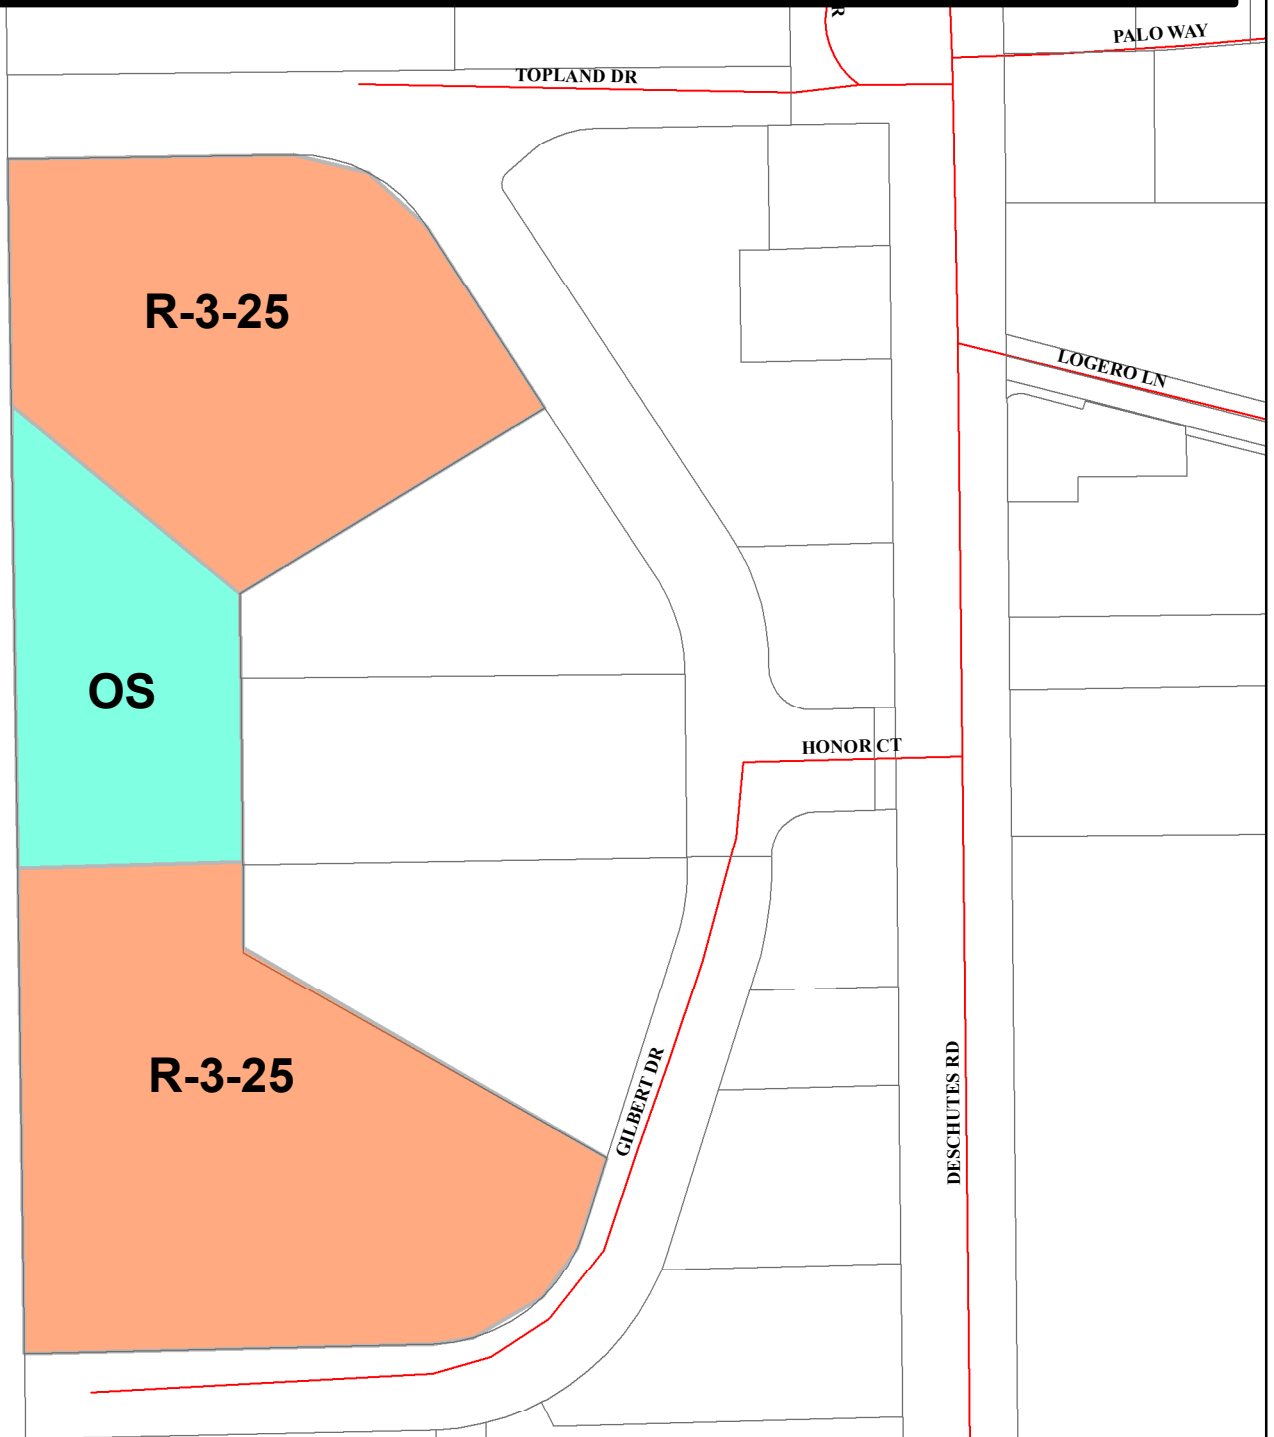 PALO WAY
TOPLAND DR
R-3-25
LOGERO LN
OS
HONOR CT
GILBERT DR
DESCHUTES RD
R-3-25